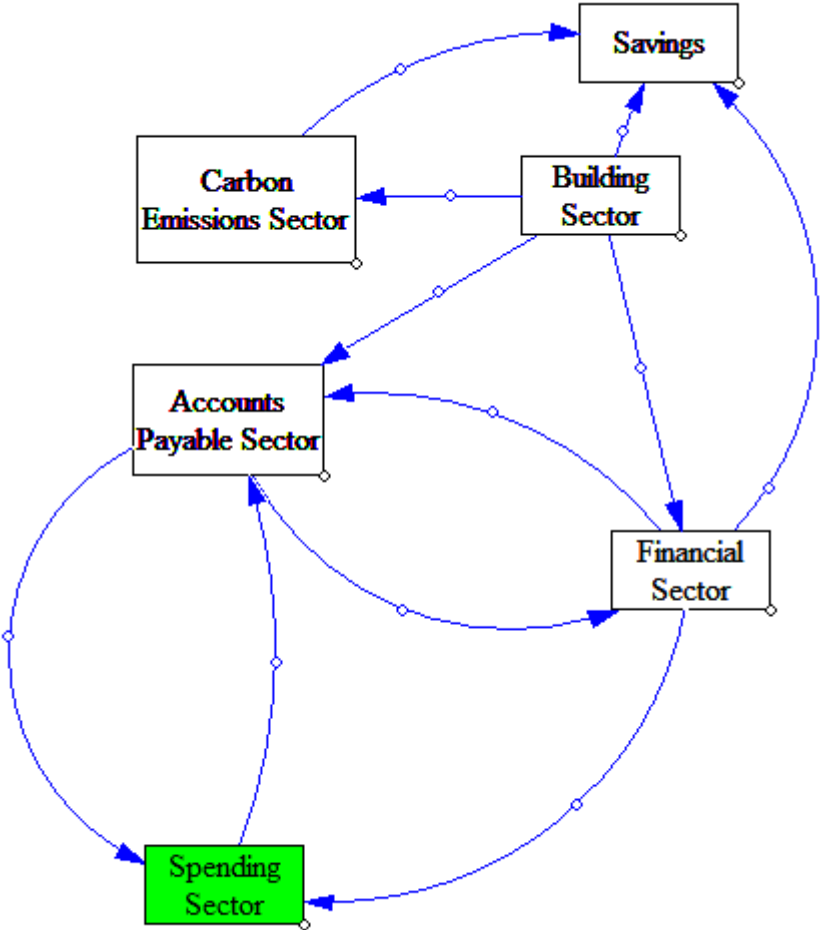 Savings
Carbon
Emissions Sector
Building
Sector
Accounts
Payable Sector
Financial
Sector
Spending
Sector